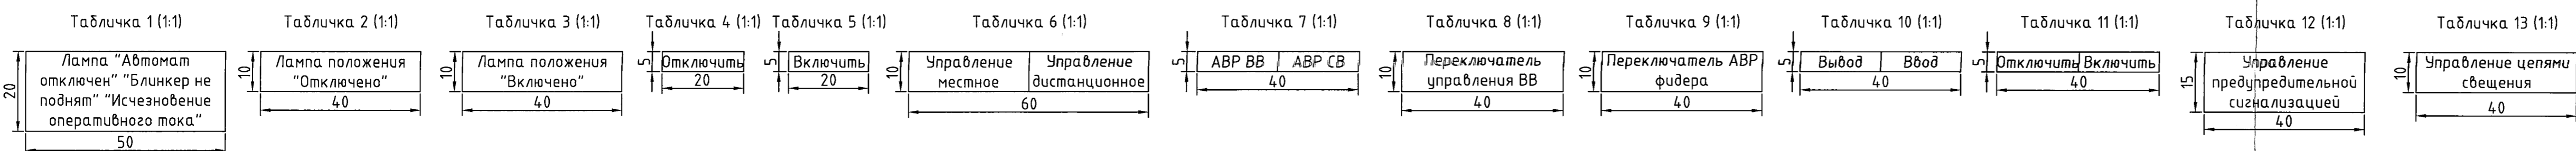 Табличка 1 (1:1)
Лампа "Автомат
отключен" "Блинкер не
поднят" "Исчезновение
оперативного тока"
20
50
Табличка 2 (1:1)
Лампа положения
"Отключено"
10
40
Табличка 3 (1:1)
Лампа положения
"Включено"
10
40
Табличка 4 (1:1)
Отключить
5
20
Табличка 5 (1:1)
Включить
5
20
Табличка 6 (1:1)
Управление
местное
Управление
дистанционное
10
60
Табличка 7 (1:1)
АВР ВВ
АВР СВ
5
40
Табличка 8 (1:1)
Переключатель
управления ВВ
10
40
Табличка 9 (1:1)
Переключатель АВР
фидера
10
40
Табличка 10 (1:1)
Вывод
Ввод
5
40
Табличка 11 (1:1)
Отключить
Включить
5
40
Табличка 12 (1:1)
Управление
предупредительной
сигнализацией
15
40
Табличка 13 (1:1)
Управление цепями
свещения
10
40